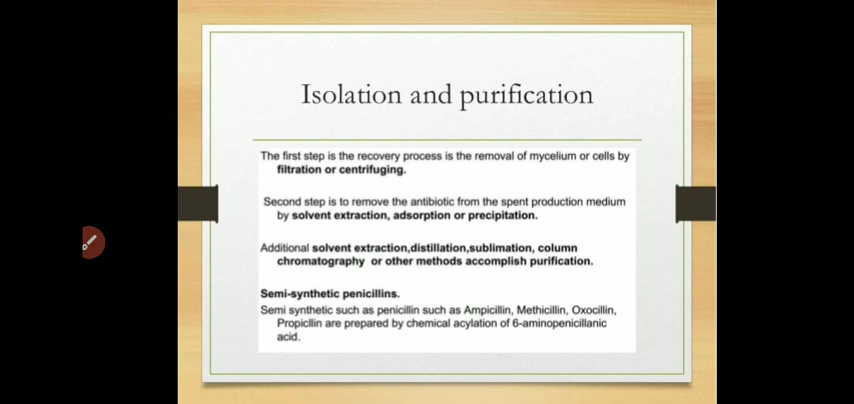 Isolation and purification
The first step is the recovery process is the removal of mycelium or cells by
filtration or centrifuging.
Second step is to remove the antibiotic from the spent production medium
by solvent extraction, adsorption or precipitation.
Additional solvent extraction,distillation,sublimation, column
chromatography or other methods accomplish purification.
Semi-synthetic penicillins.
Semi synthetic such as penicillin such as Ampicillin, Methicillin, Oxocillin,
Propicllin are prepared by chemical acylation of 6-aminopenicillanic
acid.